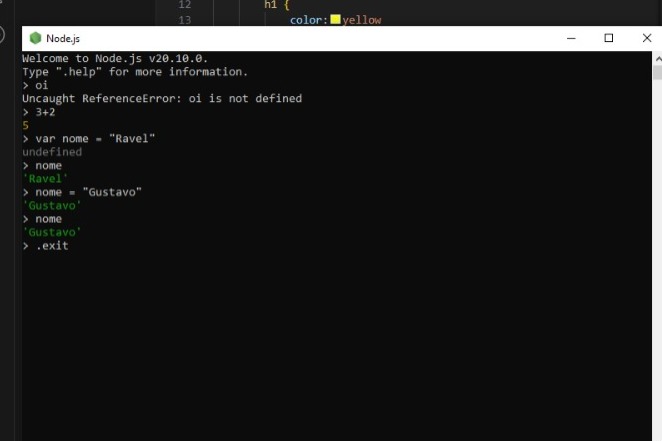 12 h1 {
13 color: yellow
Node.js
Welcome to Node.js v20.10.0.
Type ".help" for more information.
> oi
Uncaught ReferenceError: oi is not defined
> 3+2
5
> var nome = "Ravel"
undefined
> nome
'Ravel'
> nome = "Gustavo"
'Gustavo'
> nome
'Gustavo'
> .exit